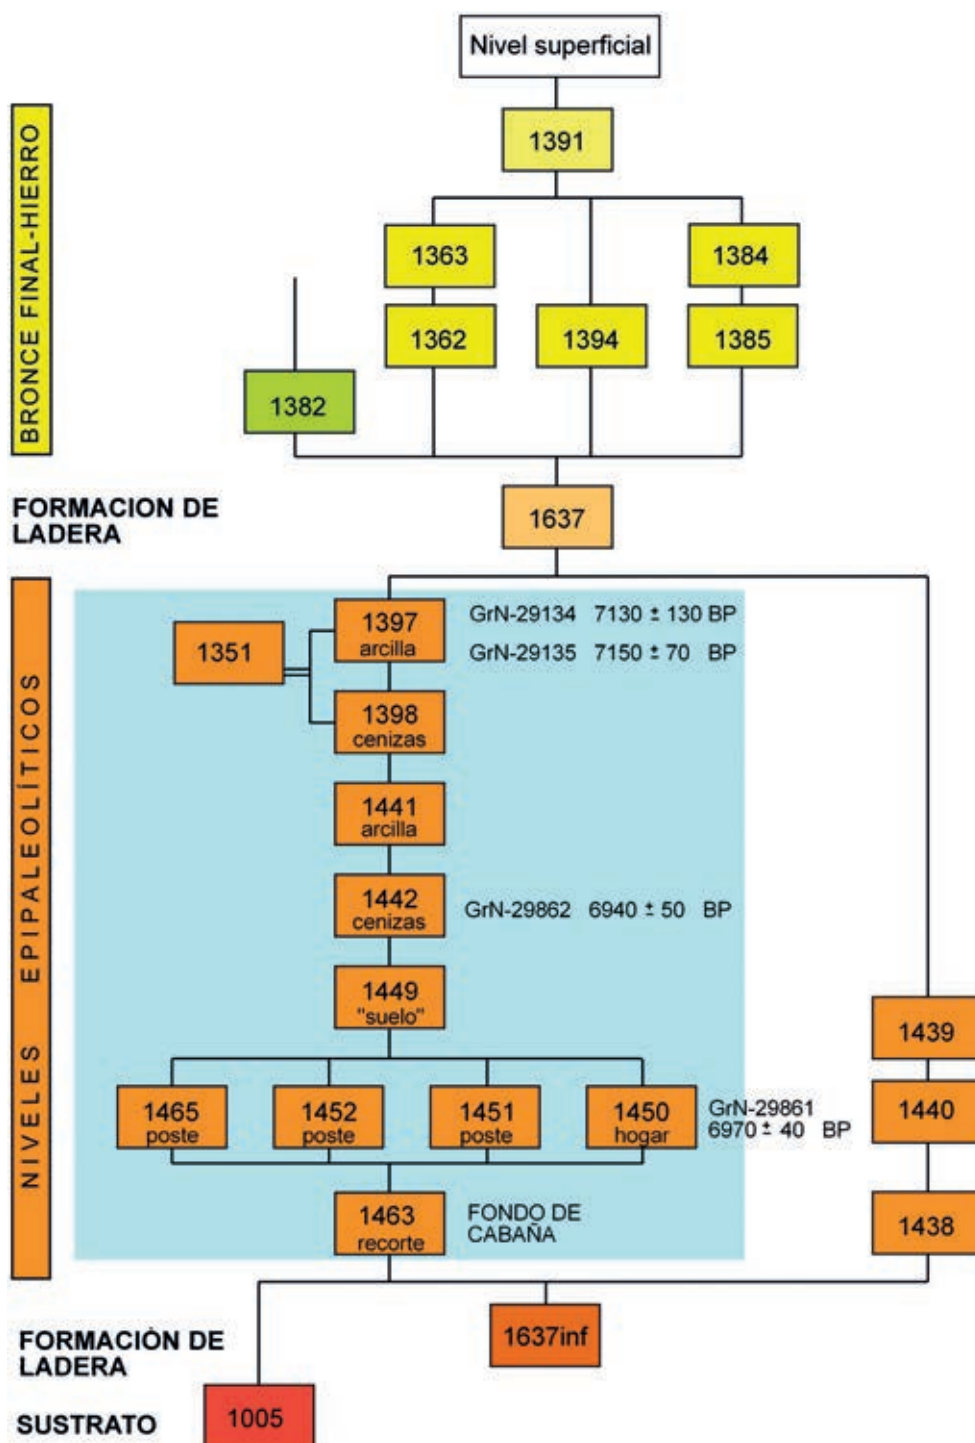 Nivel superficial
BRONCE FINAL-HIERRO
1391
1363
1384
1362
1394
1385
1382
FORMACION DE
LADERA
1637
NIVELES EPIPALEOLÍTICOS
1397
arcilla
GrN-29134 7130 ± 130 BP
GrN-29135 7150 ± 70 BP
1351
1398
cenizas
1441
arcilla
1442
cenizas
GrN-29862 6940 ± 50 BP
1449
"suelo"
1439
1465
poste
1452
poste
1451
poste
1450
hogar
GrN-29861
6970 ± 40 BP
1440
1463
recorte
FONDO DE
CABAÑA
1438
FORMACIÓN DE
LADERA
1637inf
SUSTRATO
1005